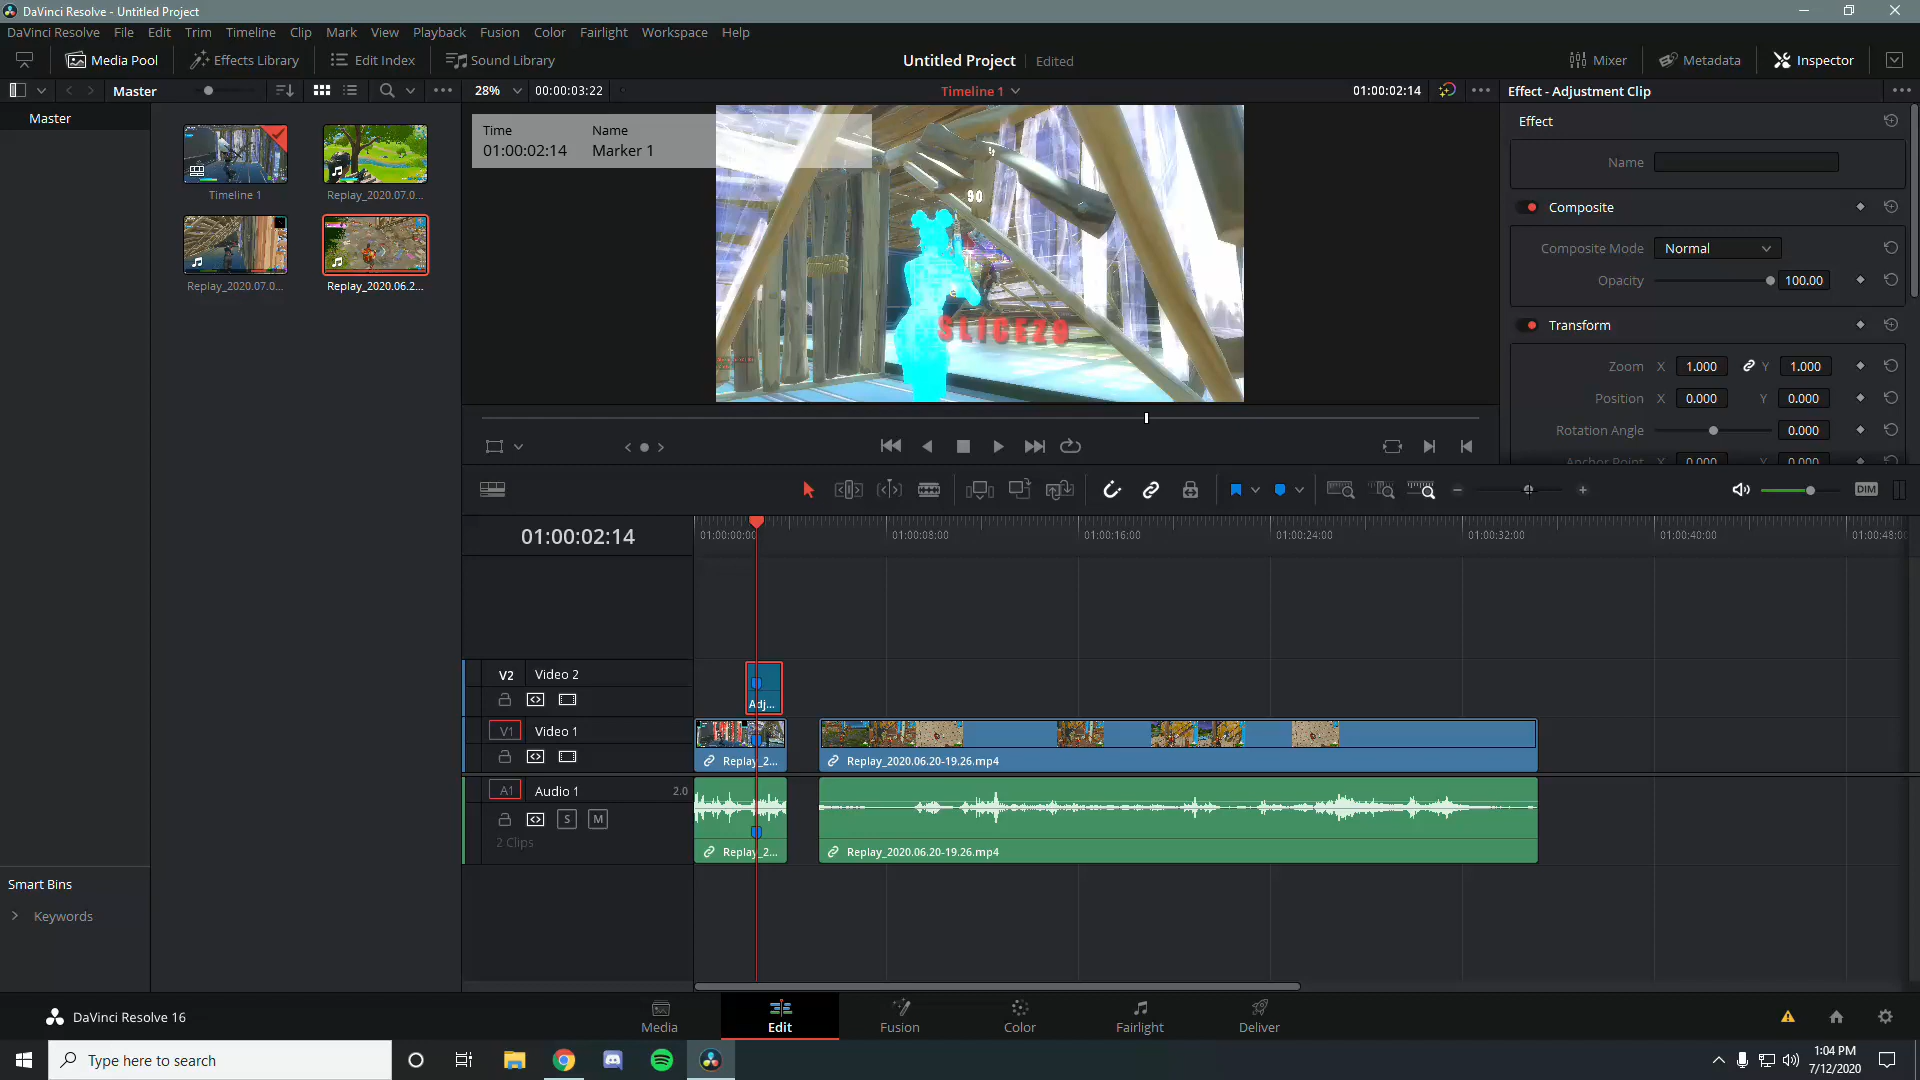 DaVinci Resolve - Untitled Project
DaVinci Resolve File Edit Trim Timeline Clip Mark View Playback Fusion Color Fairlight Workspace Help
Media Pool Effects Library Edit Index Sound Library Untitled Project Edited Mixer Metadata Inspector
Master 28% 00:00:03:22 Timeline 1 01:00:02:14 Effect - Adjustment Clip
Master
Timeline 1
Replay_2020.07.0...
Replay_2020.07.0...
Replay_2020.06.2...
Time Name
01:00:02:14 Marker 1
90
SLICE29
Effect
Name
Composite
Composite Mode Normal
Opacity 100.00
Transform
Zoom X 1.000 Y 1.000
Position X 0.000 Y 0.000
Rotation Angle 0.000
Anchor Point X 0.000 Y 0.000
DIM
01:00:02:14
01:00:00:00 01:00:08:00 01:00:16:00 01:00:24:00 01:00:32:00 01:00:40:00 01:00:48:00
V2 Video 2
Adj...
V1 Video 1
Replay_2... Replay_2020.06.20-19.26.mp4
A1 Audio 1 2.0
S M
2 Clips
Replay_2... Replay_2020.06.20-19.26.mp4
Smart Bins
Keywords
DaVinci Resolve 16
Media Edit Fusion Color Fairlight Deliver
Type here to search
1:04 PM
7/12/2020